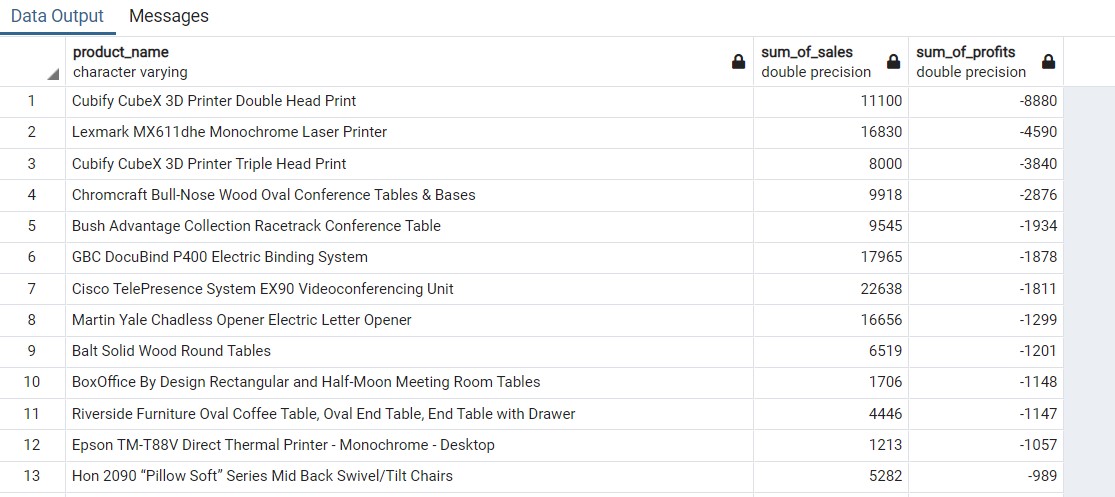 Data Output Messages
product_name sum_of_sales sum_of_profits
character varying double precision double precision
1 Cubify CubeX 3D Printer Double Head Print 11100 -8880
2 Lexmark MX611dhe Monochrome Laser Printer 16830 -4590
3 Cubify CubeX 3D Printer Triple Head Print 8000 -3840
4 Chromcraft Bull-Nose Wood Oval Conference Tables & Bases 9918 -2876
5 Bush Advantage Collection Racetrack Conference Table 9545 -1934
6 GBC DocuBind P400 Electric Binding System 17965 -1878
7 Cisco TelePresence System EX90 Videoconferencing Unit 22638 -1811
8 Martin Yale Chadless Opener Electric Letter Opener 16656 -1299
9 Balt Solid Wood Round Tables 6519 -1201
10 BoxOffice By Design Rectangular and Half-Moon Meeting Room Tables 1706 -1148
11 Riverside Furniture Oval Coffee Table, Oval End Table, End Table with Drawer 4446 -1147
12 Epson TM-T88V Direct Thermal Printer - Monochrome - Desktop 1213 -1057
13 Hon 2090 “Pillow Soft” Series Mid Back Swivel/Tilt Chairs 5282 -989